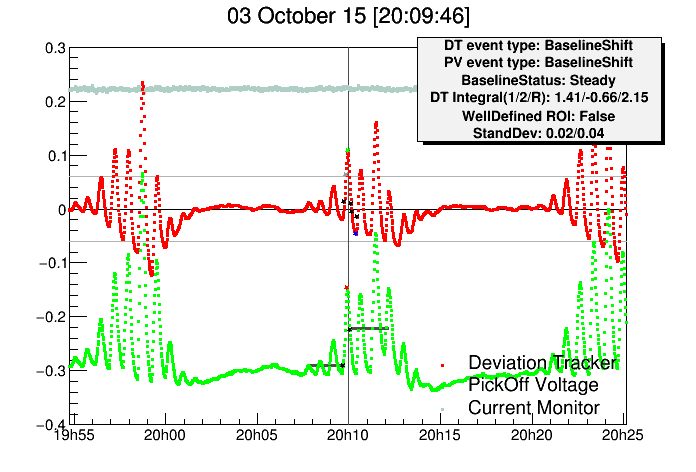 03 October 15 [20:09:46]
DT event type: BaselineShift
PV event type: BaselineShift
BaselineStatus: Steady
DT Integral(1/2/R): 1.41/-0.66/2.15
WellDefined ROI: False
StandDev: 0.02/0.04
0.3
0.2
0.1
0
−0.1
−0.2
−0.3
−0.4
Deviation Tracker
PickOff Voltage
Current Monitor
19h55 20h00 20h05 20h10 20h15 20h20 20h25